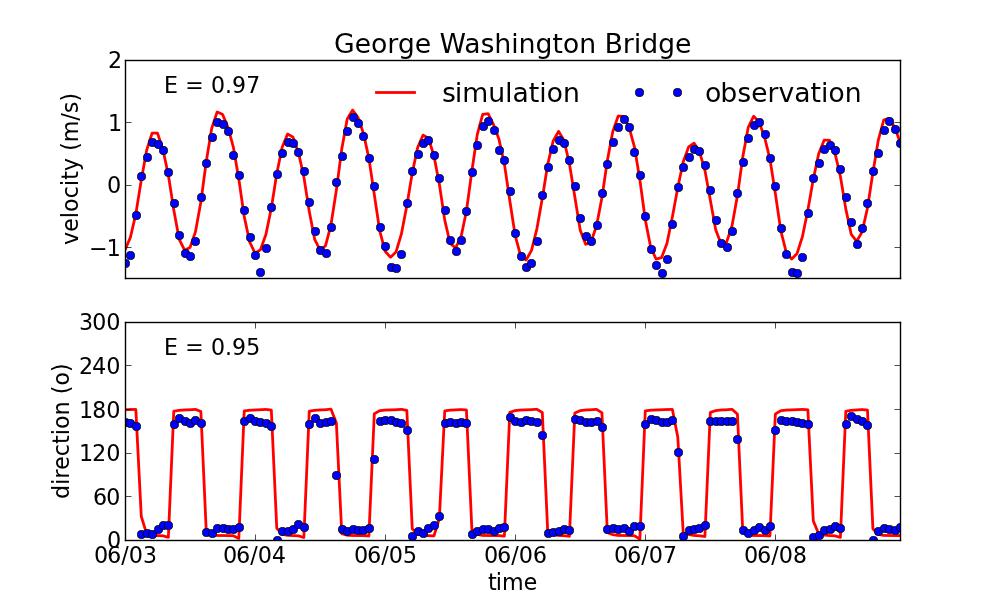 George Washington Bridge
2
1
0
−1
velocity (m/s)
E = 0.97
simulation
observation
300
240
180
120
60
0
direction (o)
E = 0.95
06/03 06/04 06/05 06/06 06/07 06/08
time